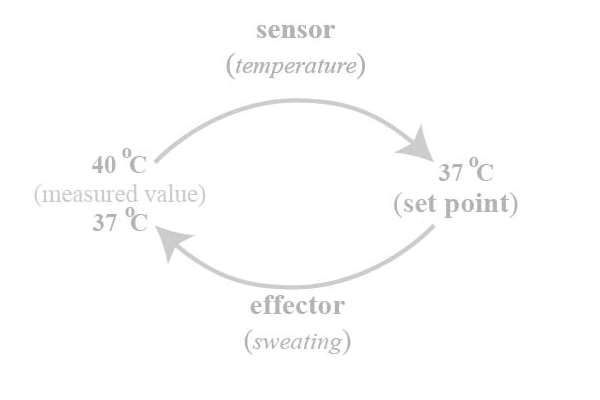 sensor
(temperature)
40 °C
(measured value)
37 °C
37 °C
(set point)
effector
(sweating)